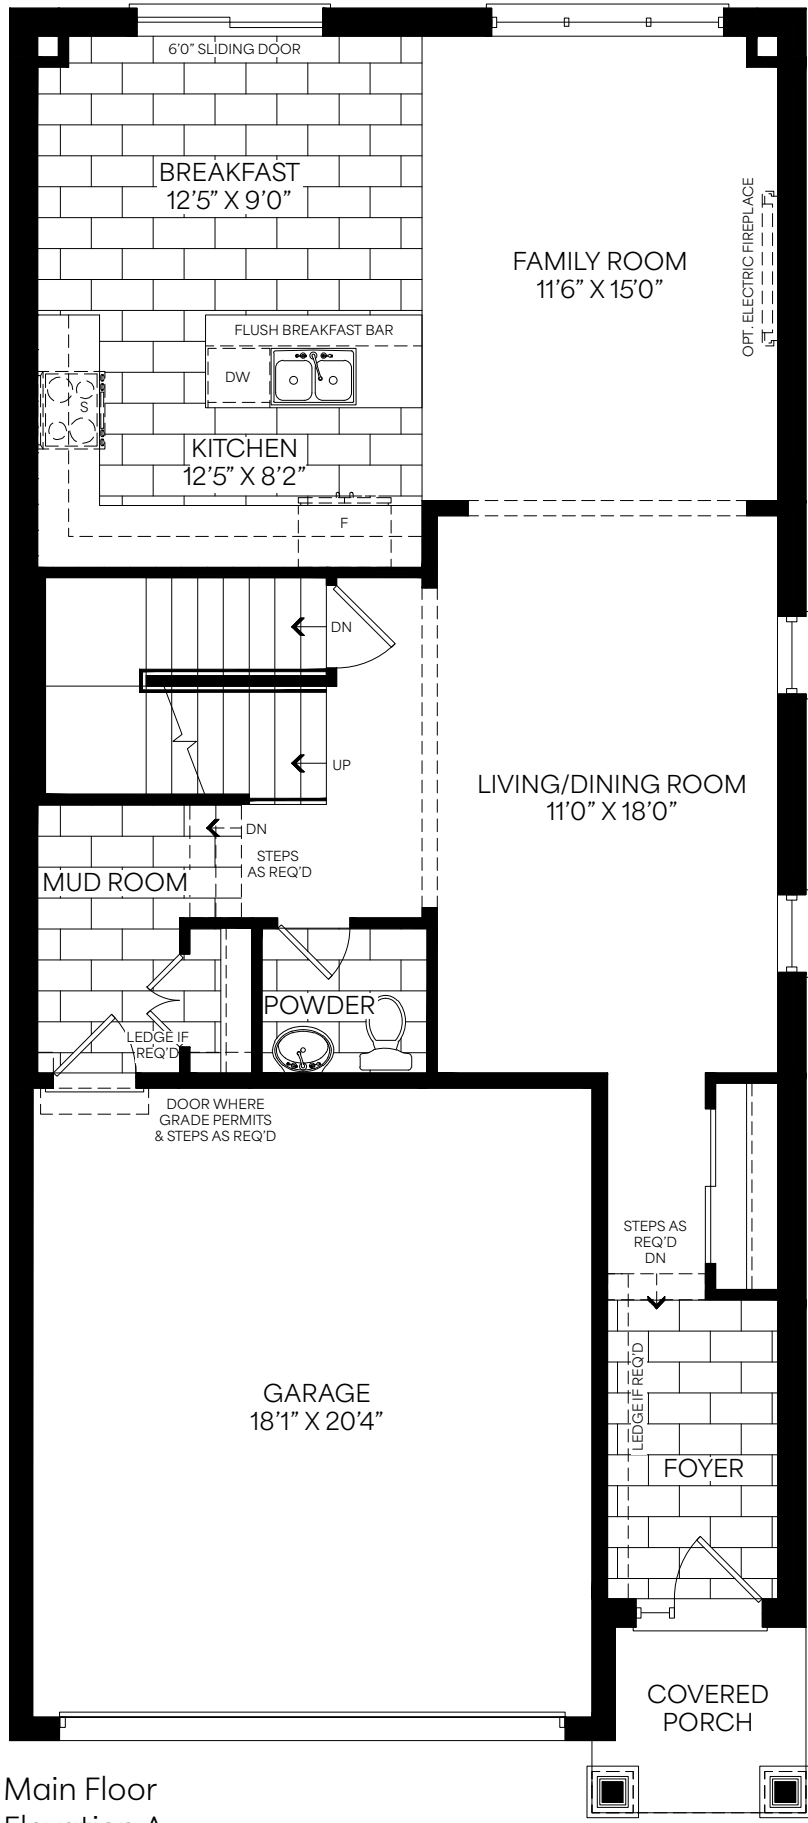 6'0" SLIDING DOOR
BREAKFAST
12'5" X 9'0"
FAMILY ROOM
11'6" X 15'0"
OPT. ELECTRIC FIREPLACE
FLUSH BREAKFAST BAR
DW
S
KITCHEN
12'5" X 8'2"
F
DN
UP
LIVING/DINING ROOM
11'0" X 18'0"
DN
STEPS
AS REQ'D
MUD ROOM
POWDER
LEDGE IF
REQ'D
DOOR WHERE
GRADE PERMITS
& STEPS AS REQ'D
STEPS AS
REQ'D
DN
LEDGE IF REQ'D
GARAGE
18'1" X 20'4"
FOYER
COVERED
PORCH
Main Floor
Elevation A